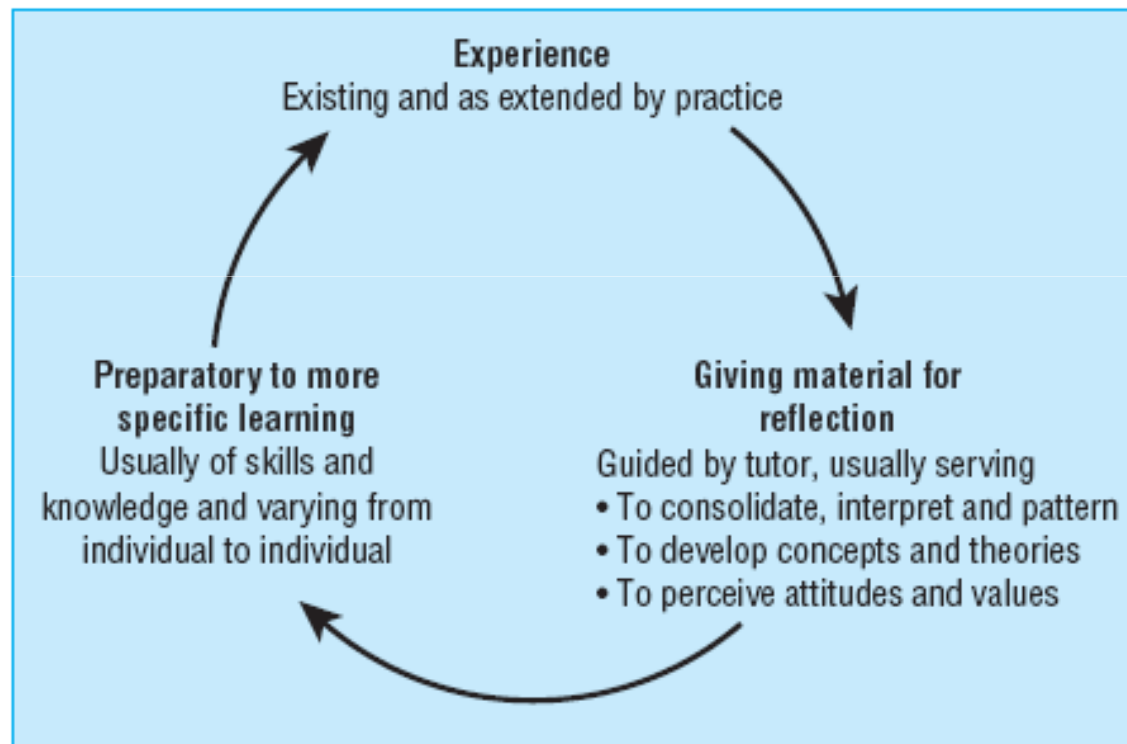 Experience
Existing and as extended by practice
Preparatory to more
specific learning
Usually of skills and
knowledge and varying from
individual to individual
Giving material for
reflection
Guided by tutor, usually serving
• To consolidate, interpret and pattern
• To develop concepts and theories
• To perceive attitudes and values